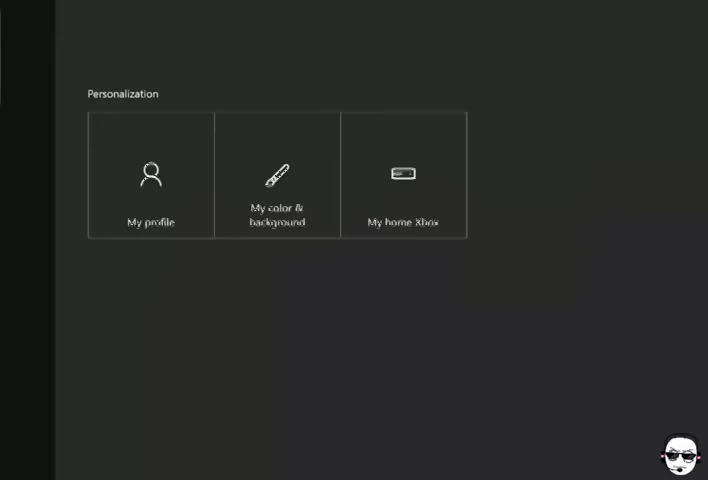 Personalization
My profile
My color &
background
My home Xbox